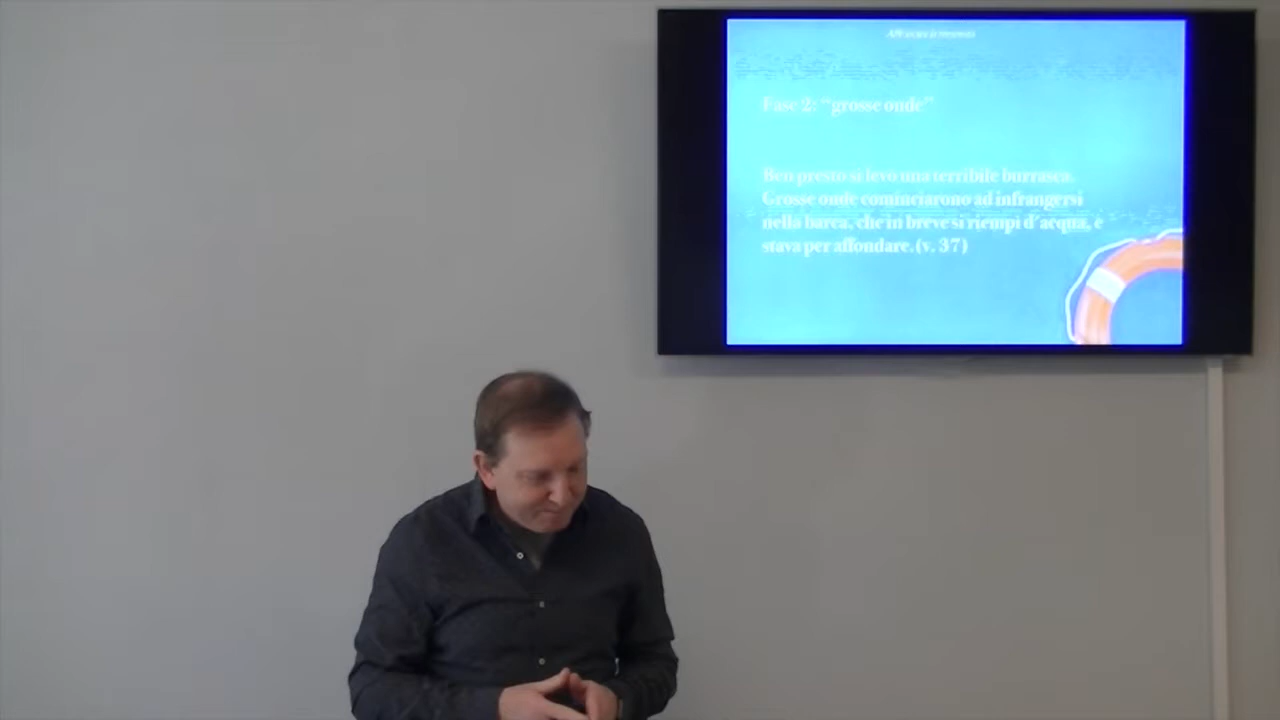 Fase 2: “grosse onde”
Ben presto si levò una terribile burrasca.
Grosse onde cominciarono ad infrangersi
nella barca, che in breve si riempì d'acqua, e
stava per affondare. (v. 37)